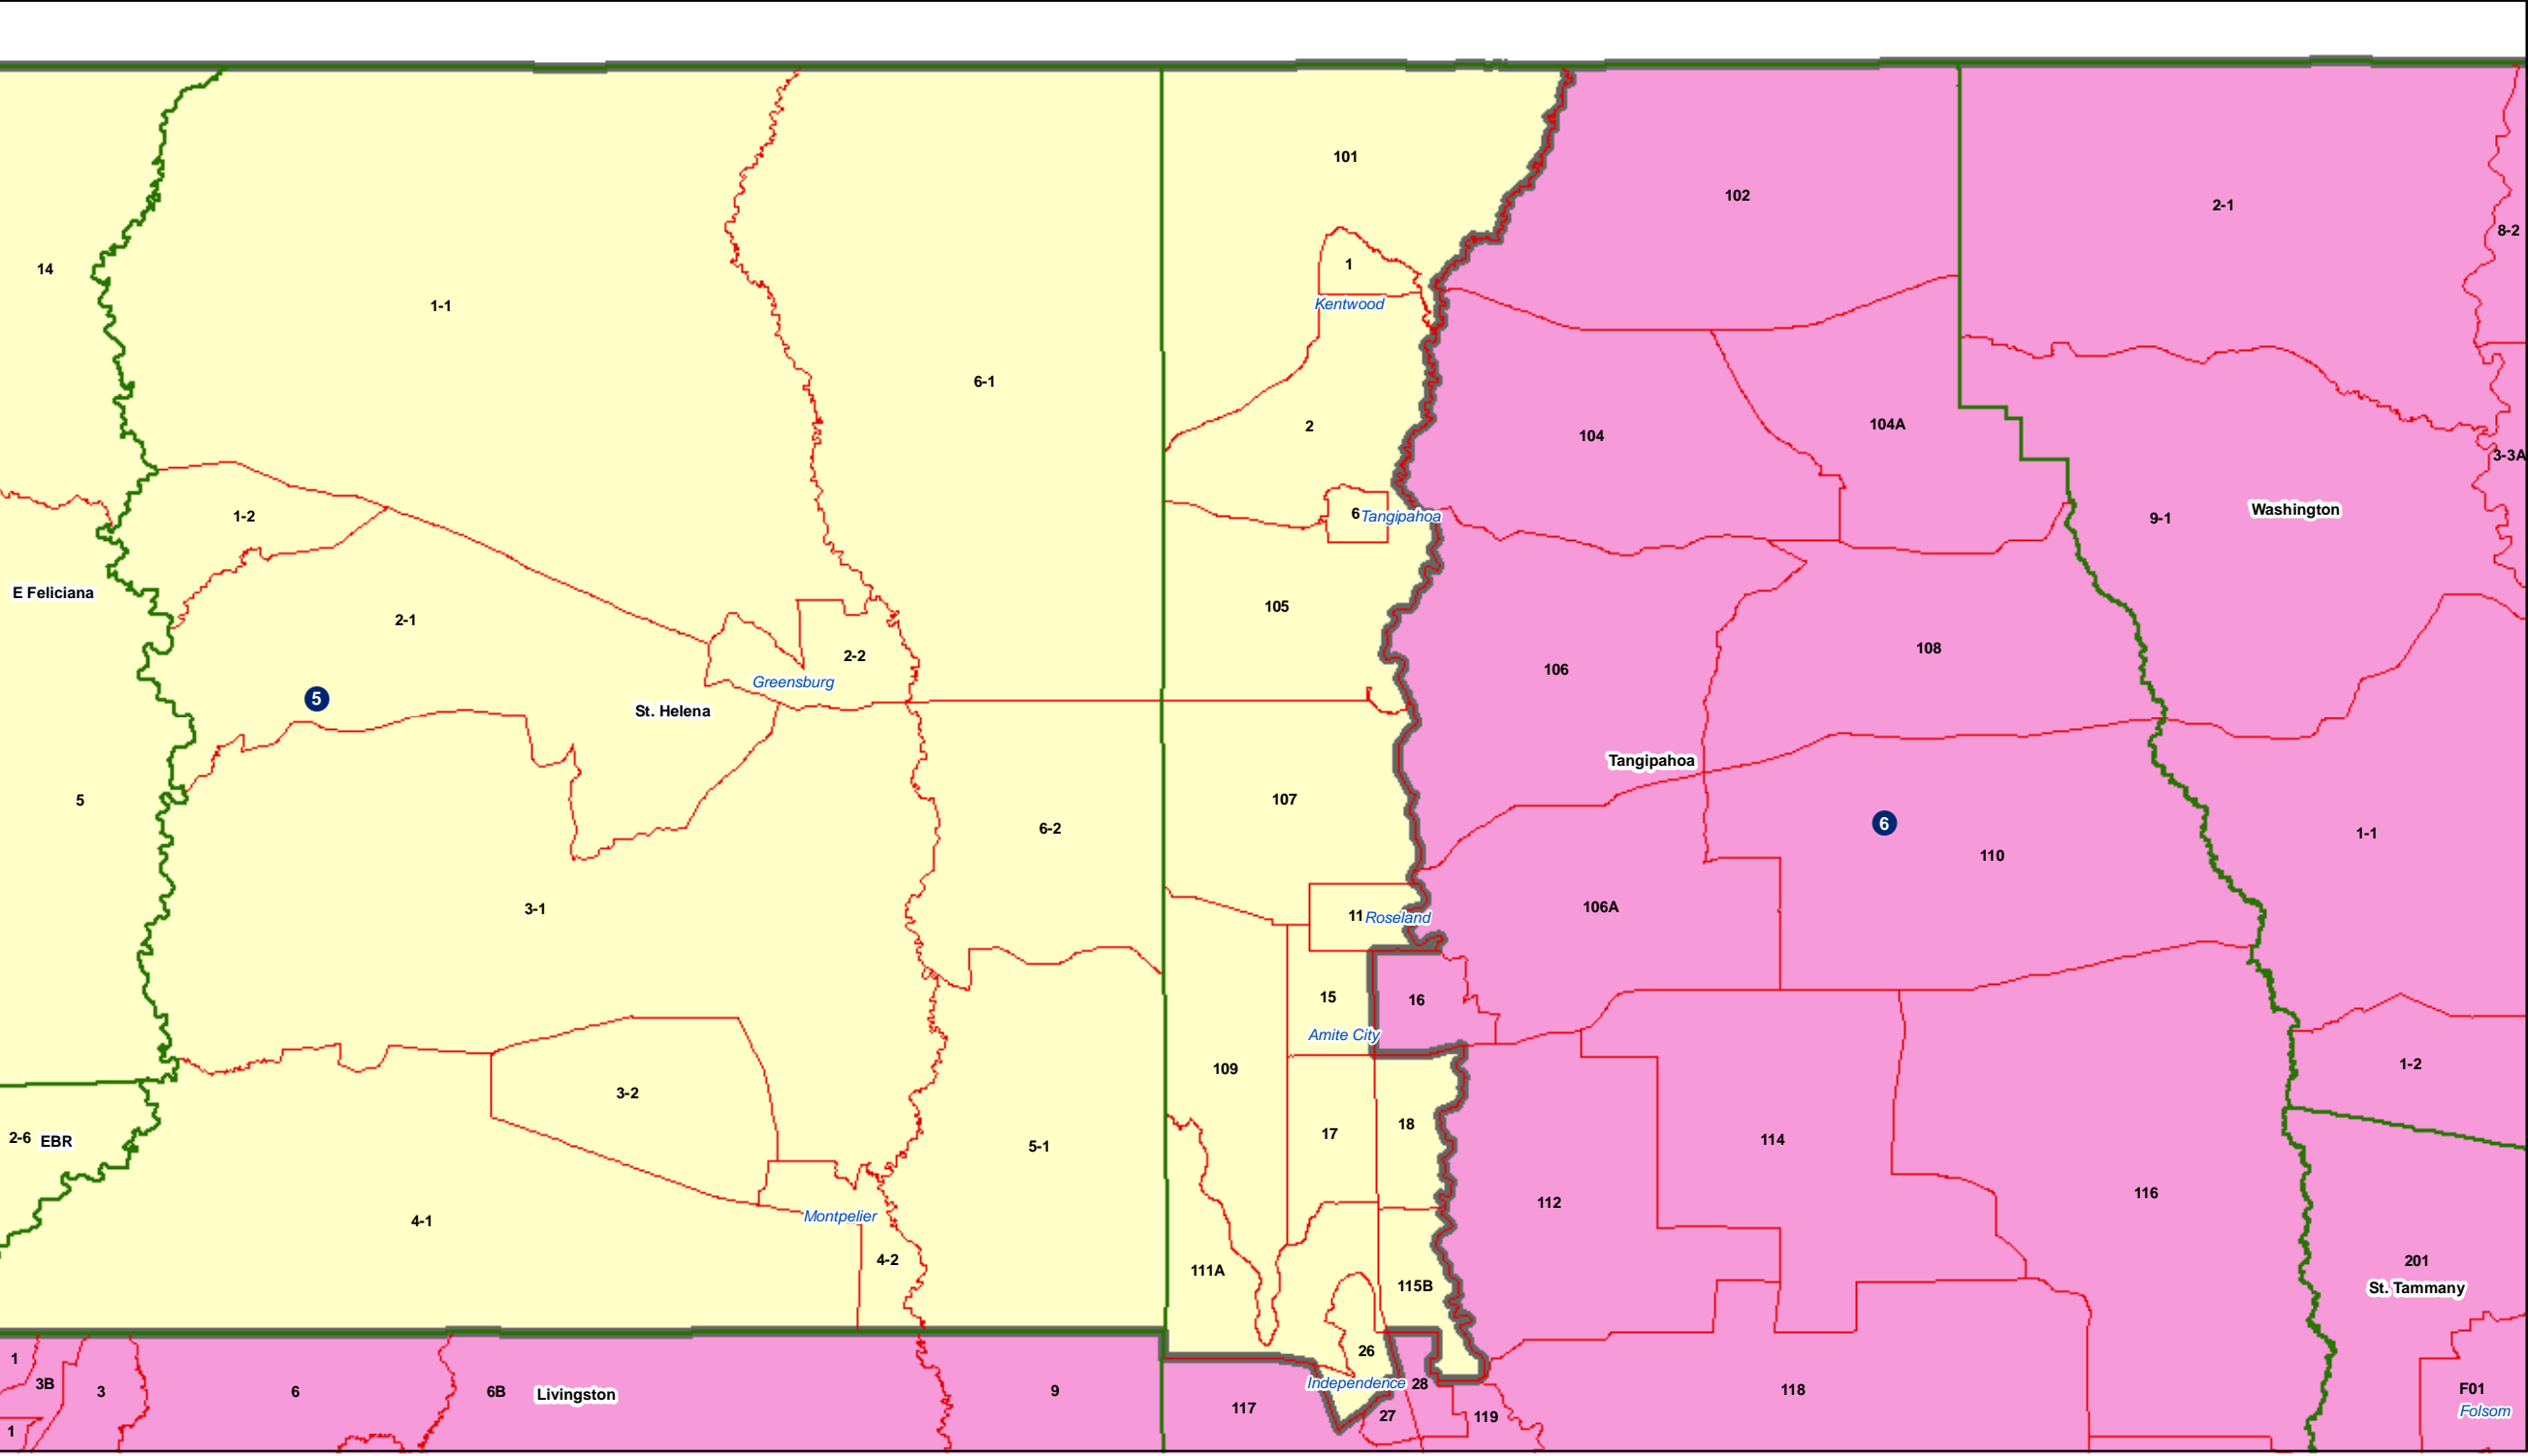 101
102
2-1
8-2
14
1
1-1
Kentwood
6-1
2
104
104A
3-3A
1-2
6
Tangipahoa
9-1
Washington
E Feliciana
105
2-1
108
2-2
106
Greensburg
5
St. Helena
Tangipahoa
5
107
6
6-2
1-1
110
3-1
11
Roseland
106A
15
16
Amite City
109
1-2
3-2
17
18
2-6
EBR
5-1
114
116
112
Montpelier
4-1
4-2
111A
115B
201
St. Tammany
1
26
3B
3
6
6B
Livingston
9
Independence
28
118
F01
117
27
119
Folsom
1